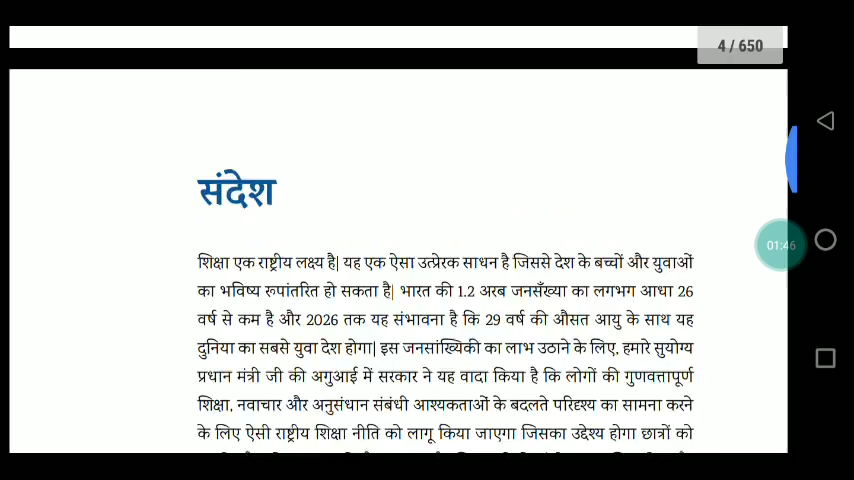 4 / 650
संदेश
शिक्षा एक राष्ट्रीय लक्ष्य है| यह एक ऐसा उत्प्रेरक साधन है जिससे देश के बच्चों और युवाओं
का भविष्य रूपांतरित हो सकता है| भारत की 1.2 अरब जनसँख्या का लगभग आधा 26
वर्ष से कम है और 2026 तक यह संभावना है कि 29 वर्ष की औसत आयु के साथ यह
दुनिया का सबसे युवा देश होगा| इस जनसांख्यिकी का लाभ उठाने के लिए, हमारे सुयोग्य
01:46
प्रधान मंत्री जी की अगुआई में सरकार ने यह वादा किया है कि लोगों की गुणवत्तापूर्ण
शिक्षा, नवाचार और अनुसंधान संबंधी आश्यकताओं के बदलते परिदृश्य का सामना करने
के लिए ऐसी राष्ट्रीय शिक्षा नीति को लागू किया जाएगा जिसका उद्देश्य होगा छात्रों को